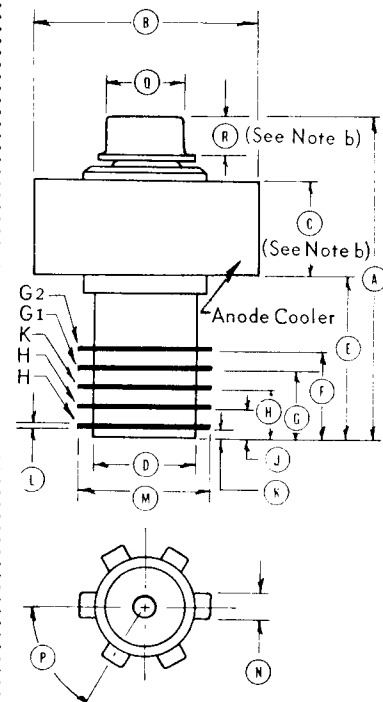 B
Q
R (See Note b)
C
(See Note b)
A
G2
G1
K
H
H
Anode Cooler
E
F
H
G
J
K
L
D
M
P
N